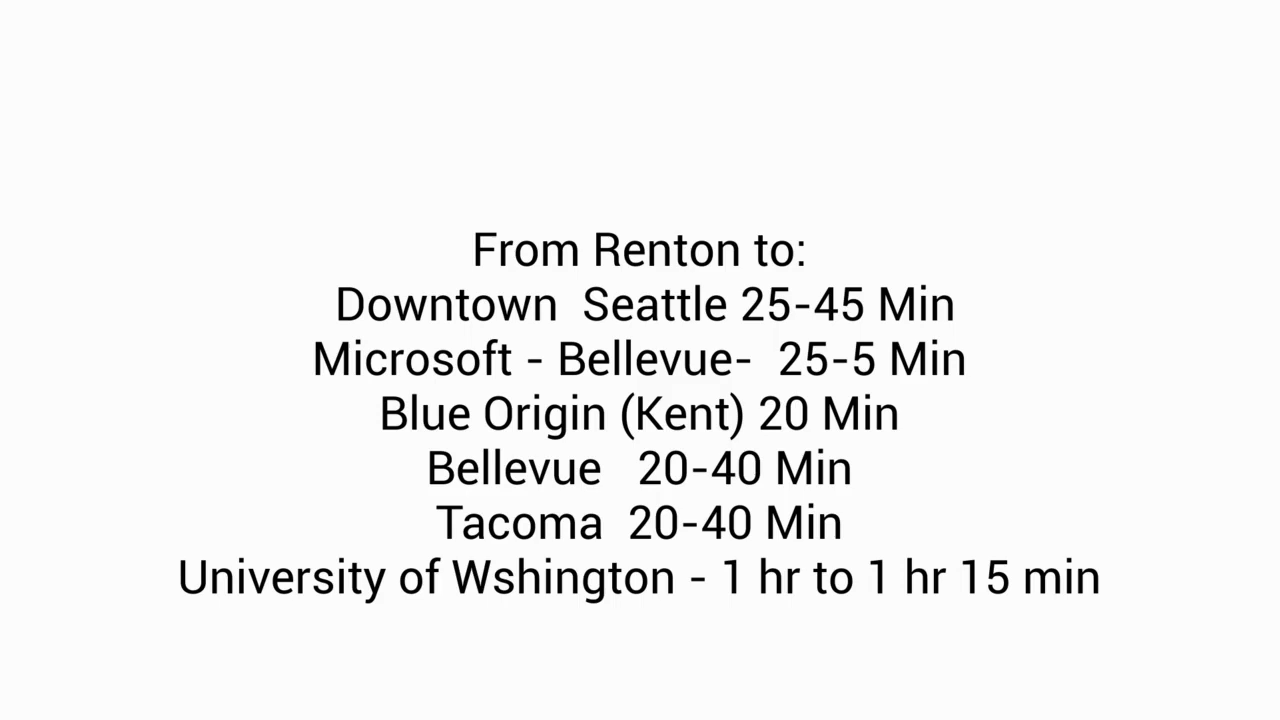 From Renton to:
Downtown  Seattle 25-45 Min
Microsoft - Bellevue-  25-5 Min
Blue Origin (Kent) 20 Min
Bellevue   20-40 Min
Tacoma  20-40 Min
University of Wshington - 1 hr to 1 hr 15 min